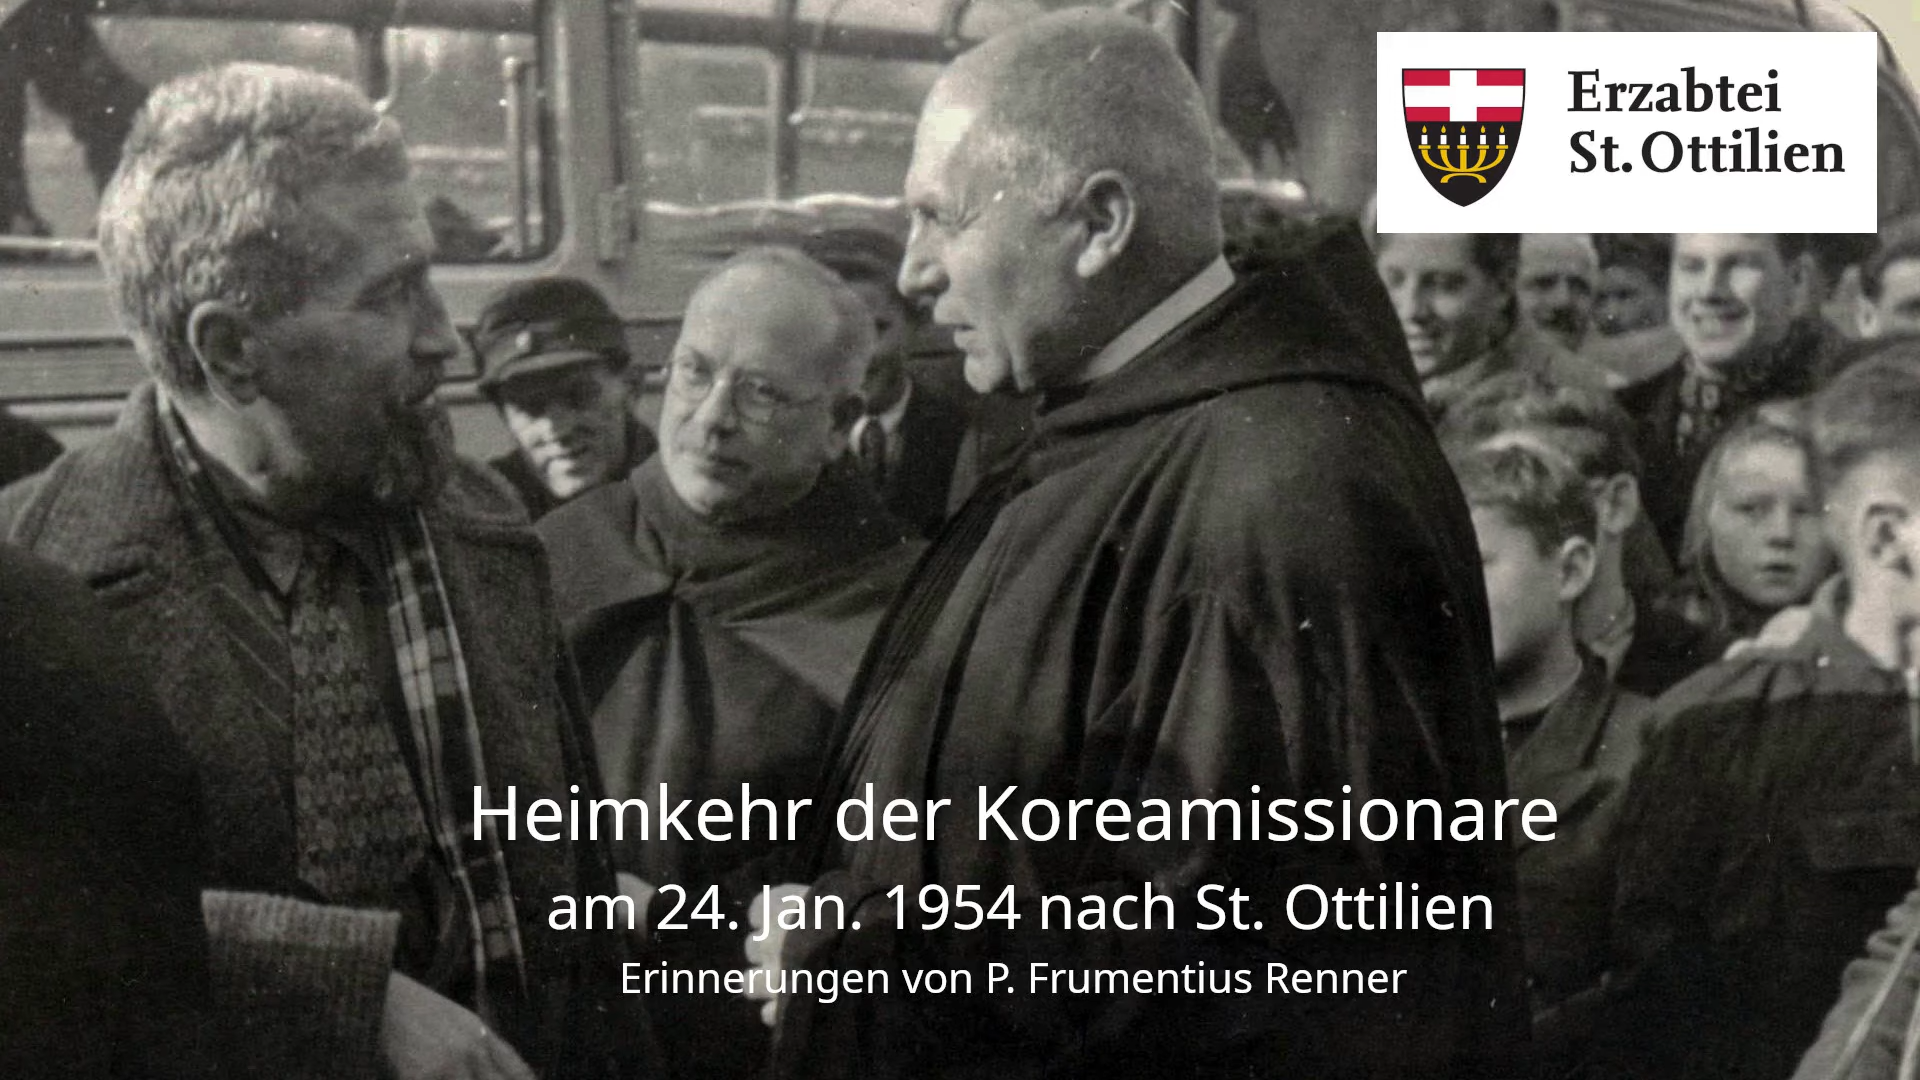 Erzabtei
St. Ottilien
Heimkehr der Koreamissionare
am 24. Jan. 1954 nach St. Ottilien
Erinnerungen von P. Frumentius Renner